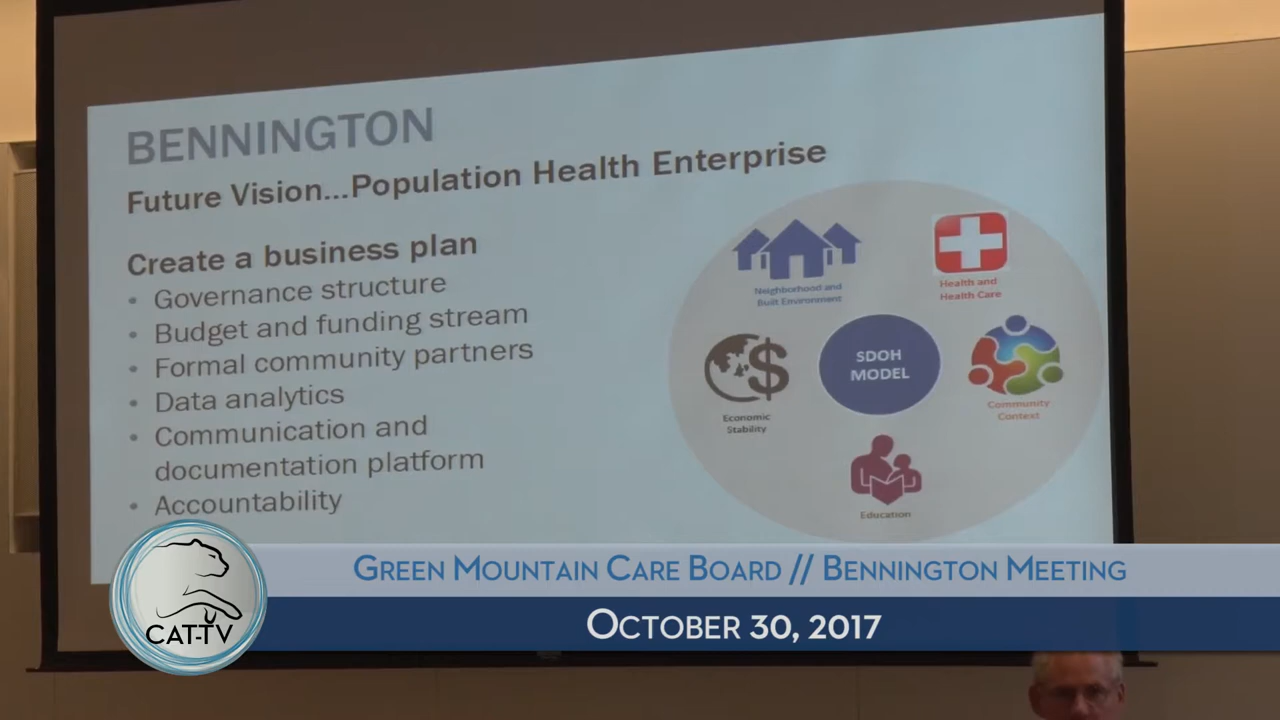 BENNINGTON
Future Vision...Population Health Enterprise
Create a business plan
• Governance structure
• Budget and funding stream
• Formal community partners
• Data analytics
• Communication and
documentation platform
• Accountability
Neighborhood and
Built Environment
Health and
Health Care
SDOH
MODEL
Economic
Stability
Community
Context
Education
GREEN MOUNTAIN CARE BOARD // BENNINGTON MEETING
OCTOBER 30, 2017
CAT-TV